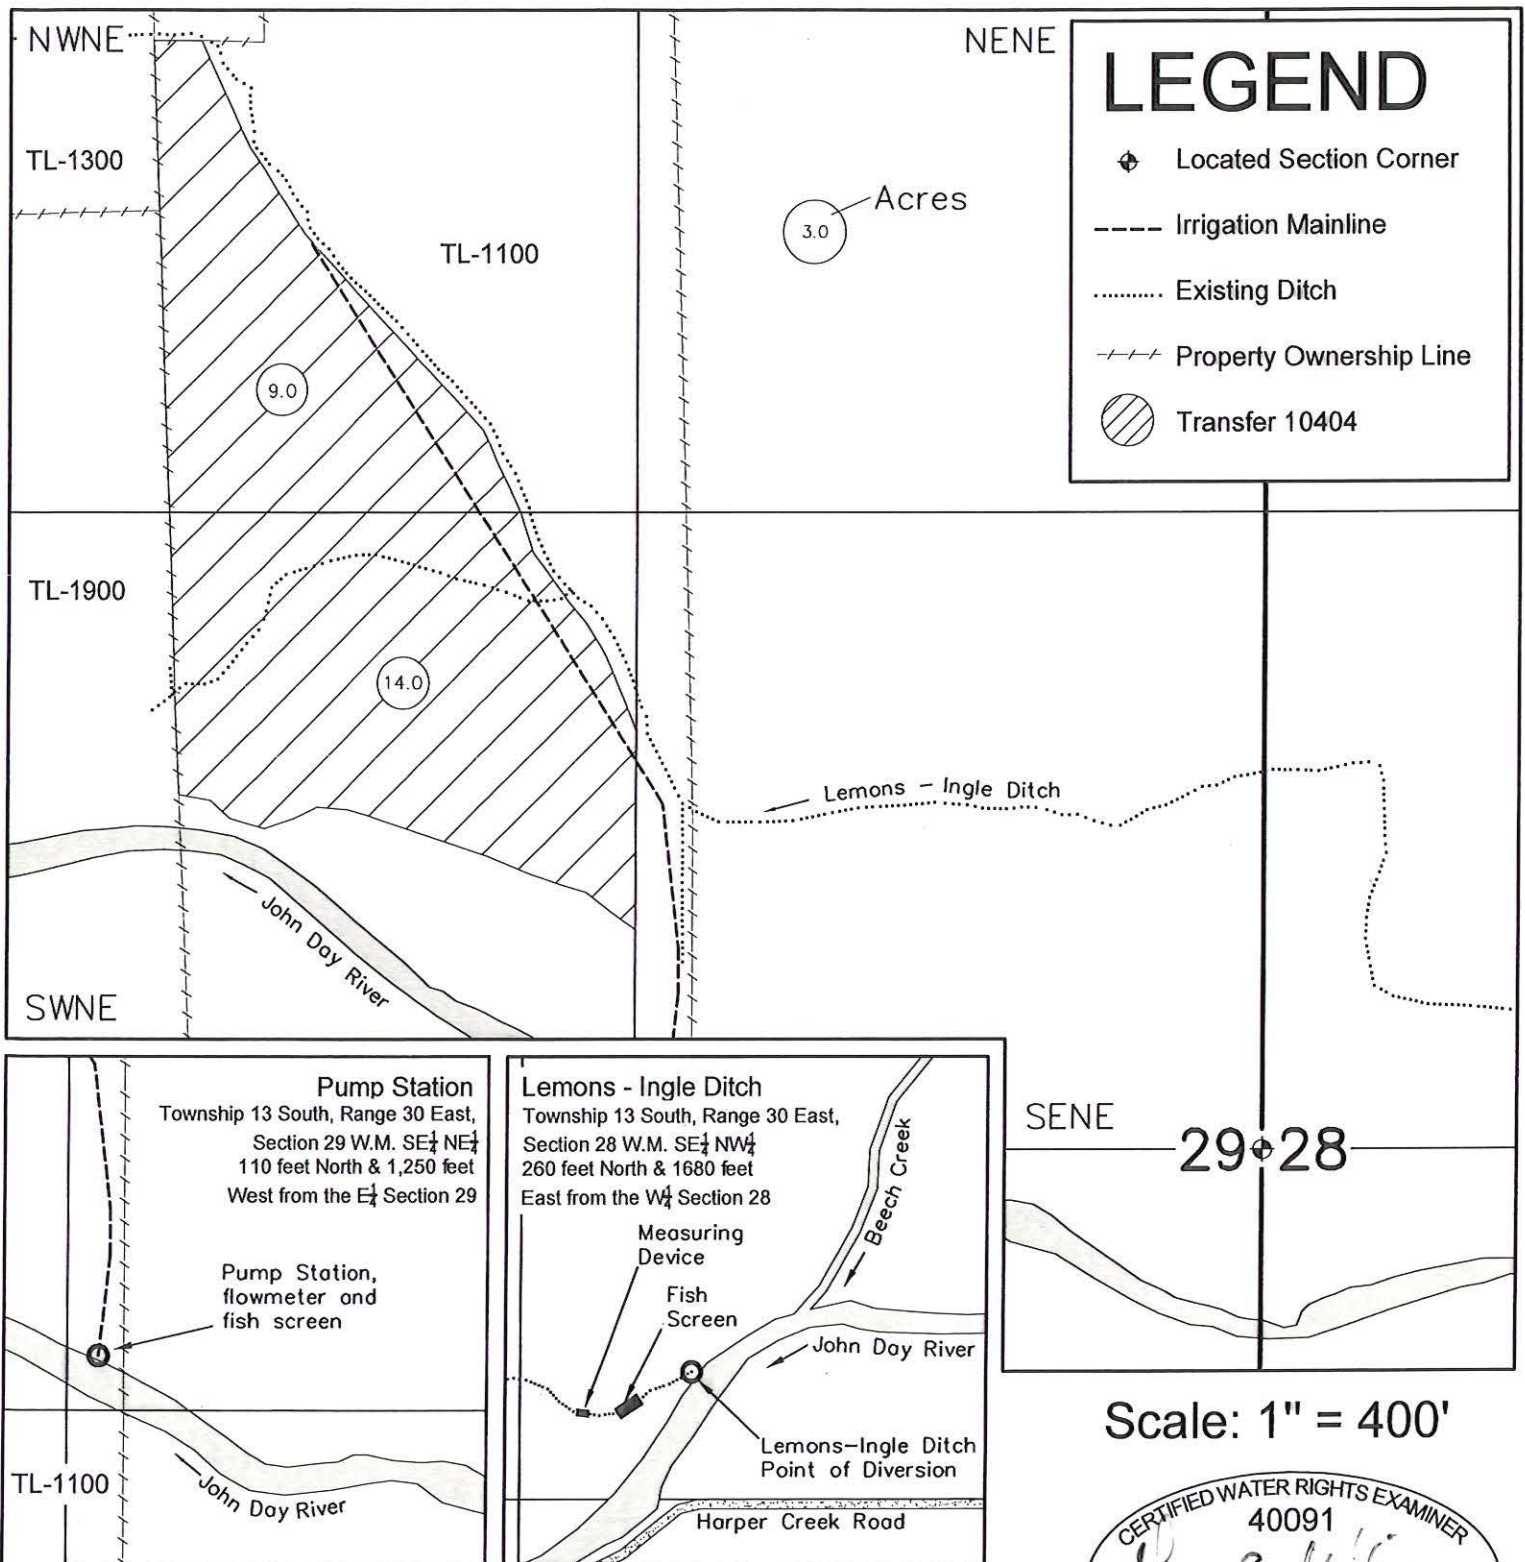 NWNE
NENE
LEGEND
Located Section Corner
Irrigation Mainline
Existing Ditch
Property Ownership Line
Transfer 10404
TL-1300
Acres
3.0
TL-1100
9.0
TL-1900
14.0
Lemons - Ingle Ditch
John Day River
SWNE
SENE
29 28
Pump Station
Township 13 South, Range 30 East,
Section 29 W.M. SE¼ NE¼
110 feet North & 1,250 feet
West from the E¼ Section 29
Pump Station,
flowmeter and
fish screen
TL-1100
John Day River
Lemons - Ingle Ditch
Township 13 South, Range 30 East,
Section 28 W.M. SE¼ NW¼
260 feet North & 1680 feet
East from the W¼ Section 28
Measuring
Device
Fish
Screen
Beech Creek
John Day River
Lemons-Ingle Ditch
Point of Diversion
Harper Creek Road
Scale: 1" = 400'
CERTIFIED WATER RIGHTS EXAMINER
40091